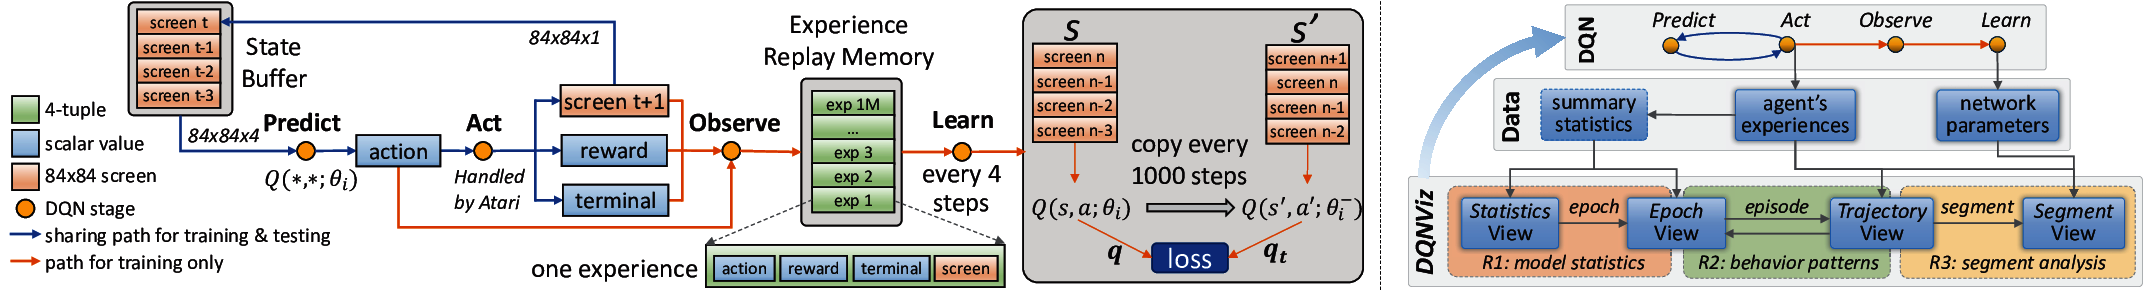 screen t
screen t-1
screen t-2
screen t-3
State
Buffer
84x84x1
4-tuple
scalar value
84x84 screen
DQN stage
sharing path for training & testing
path for training only
84x84x4
Predict
Q(*,*; θi)
action
Act
Handled
by Atari
screen t+1
reward
terminal
Observe
Experience
Replay Memory
exp 1M
...
exp 3
exp 2
exp 1
one experience
action
reward
terminal
screen
Learn
every 4
steps
S
screen n
screen n-1
screen n-2
screen n-3
S′
screen n+1
screen n
screen n-1
screen n-2
copy every
1000 steps
Q(s, a; θi)
Q(s′, a′; θi⁻)
q
loss
qt
DQN
Predict
Act
Observe
Learn
Data
summary
statistics
agent's
experiences
network
parameters
DQNViz
Statistics
View
epoch
Epoch
View
episode
Trajectory
View
segment
Segment
View
R1: model statistics
R2: behavior patterns
R3: segment analysis